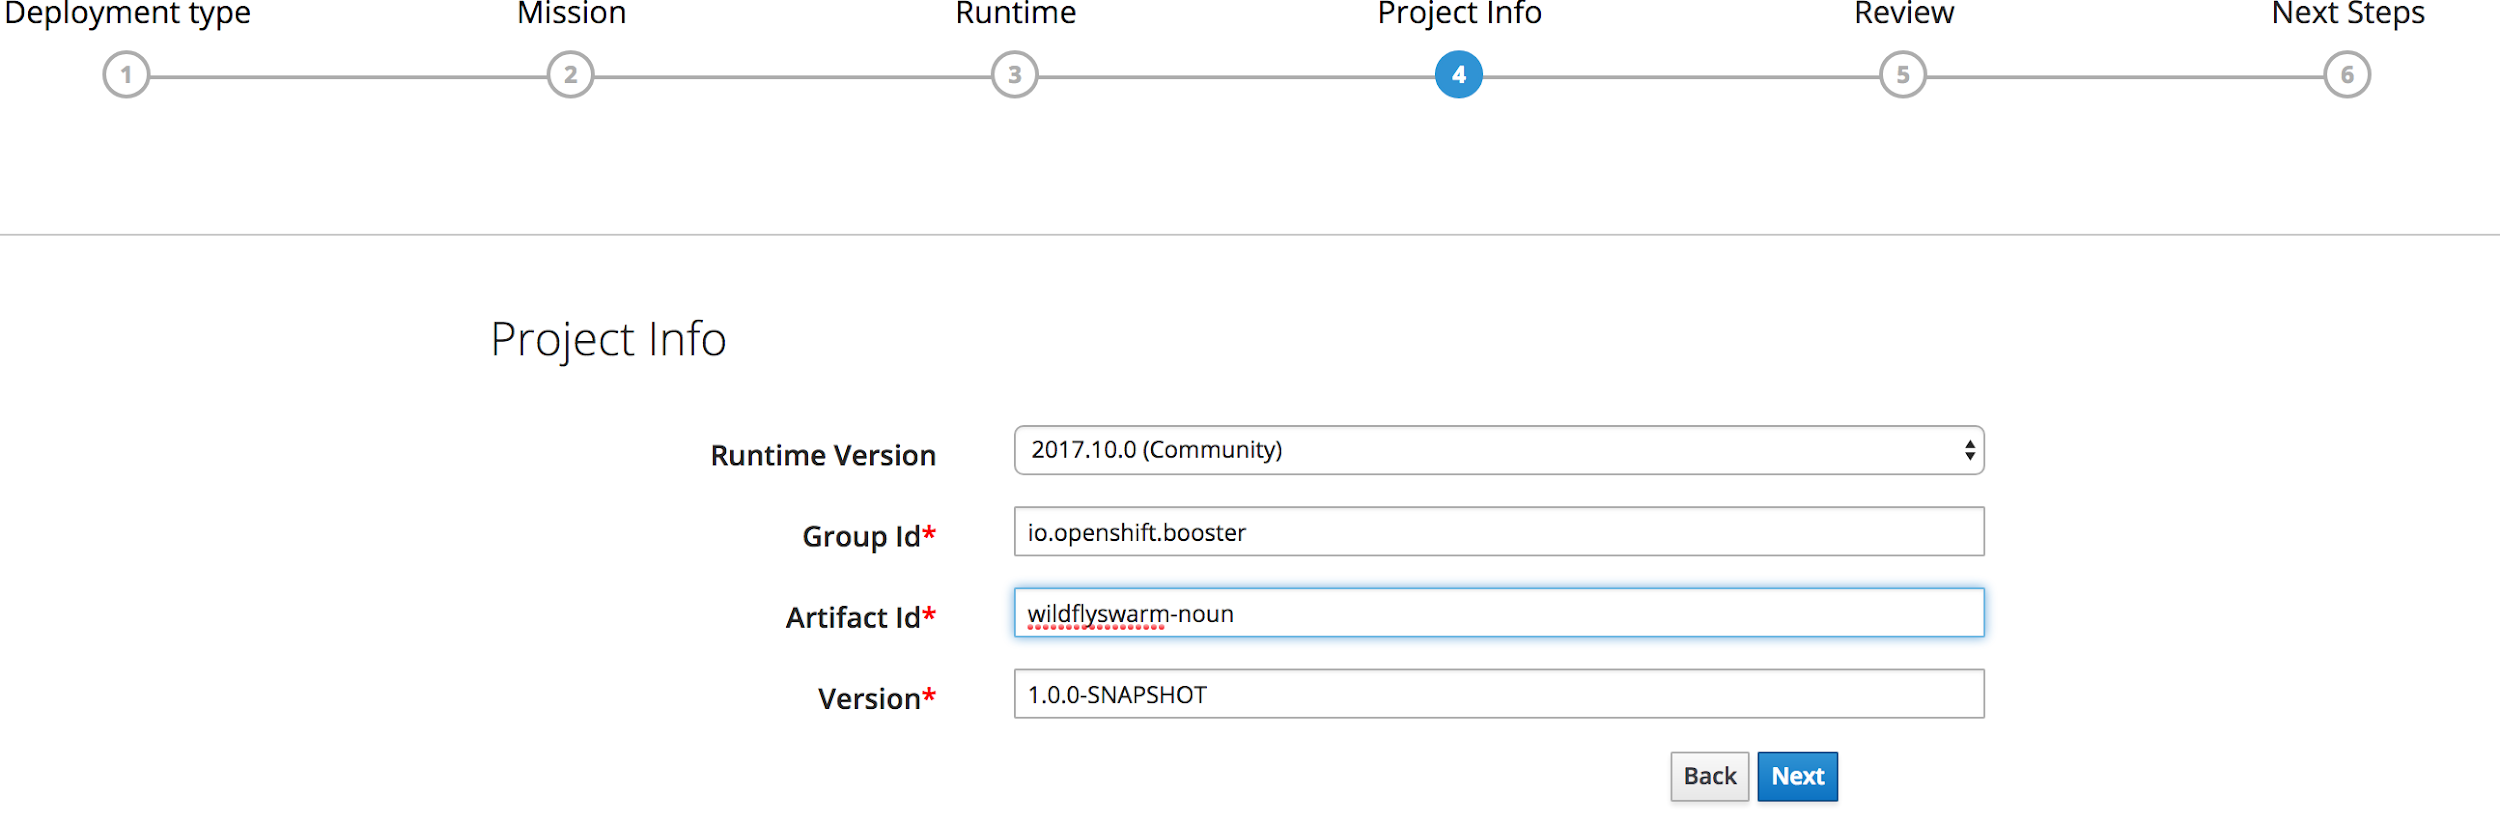 Deployment type Mission Runtime Project Info Review Next Steps
1 2 3 4 5 6
Project Info
Runtime Version 2017.10.0 (Community)
Group Id* io.openshift.booster
Artifact Id* wildflyswarm-noun
Version* 1.0.0-SNAPSHOT
Back Next